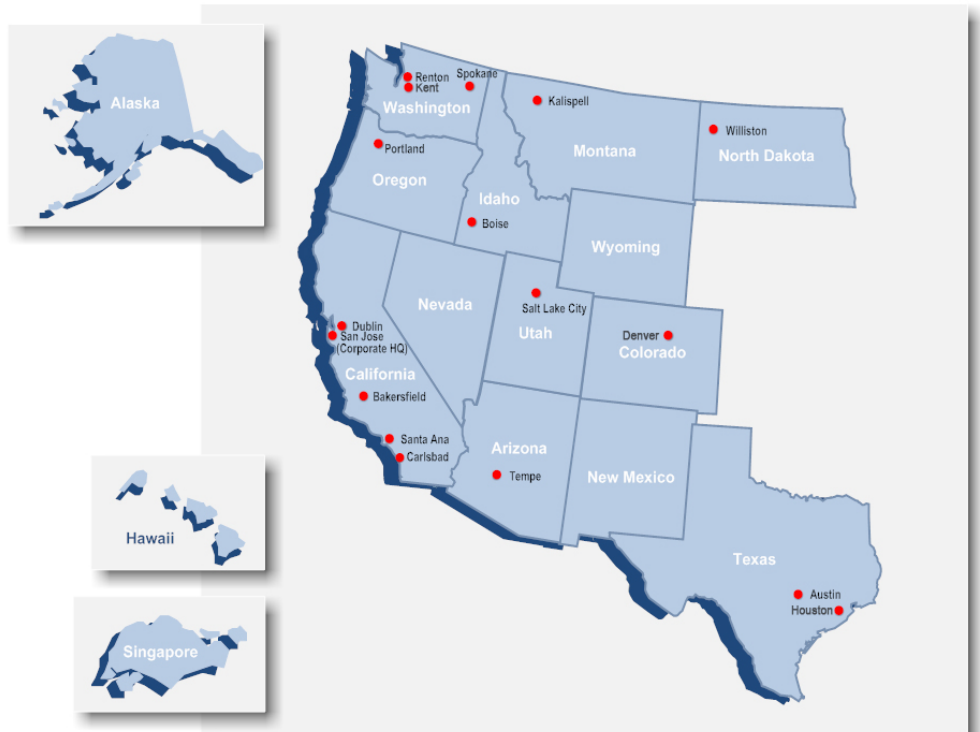 Alaska
Renton
Kent
Spokane
Washington
Kalispell
Montana
Williston
North Dakota
Portland
Oregon
Idaho
Boise
Wyoming
Nevada
Salt Lake City
Utah
Denver
Colorado
Dublin
San Jose
(Corporate HQ)
California
Bakersfield
Santa Ana
Carlsbad
Arizona
Tempe
New Mexico
Hawaii
Texas
Austin
Houston
Singapore